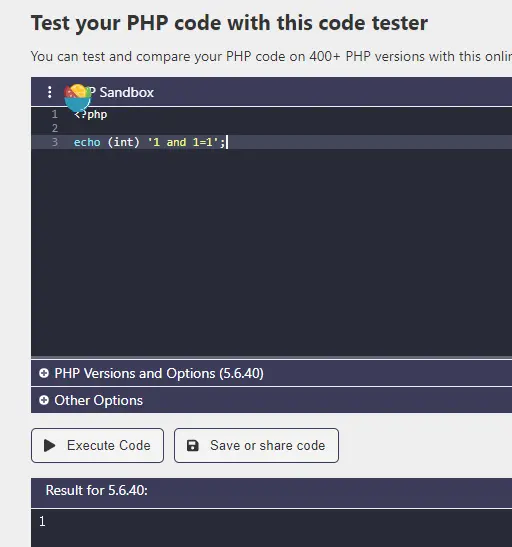 Test your PHP code with this code tester
You can test and compare your PHP code on 400+ PHP versions with this
P Sandbox
1 <?php
2
3 echo (int) '1 and 1=1';
PHP Versions and Options (5.6.40)
Other Options
Execute Code
Save or share code
Result for 5.6.40:
1